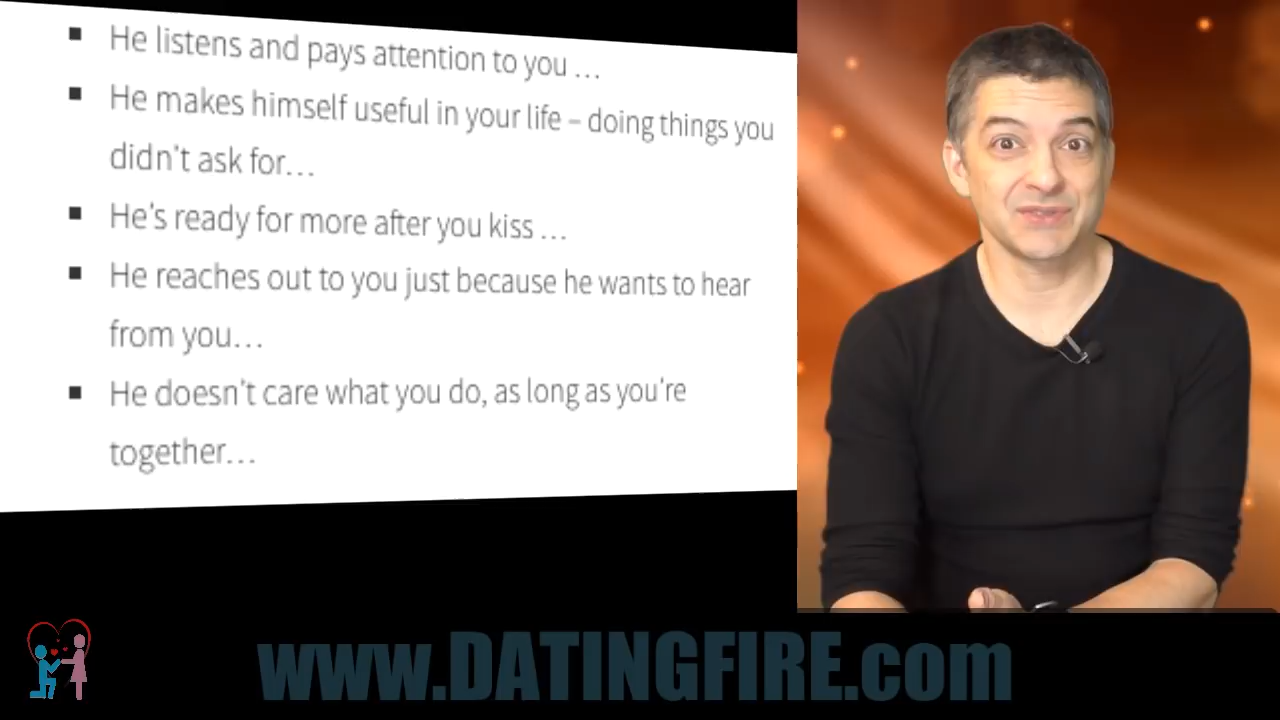 He listens and pays attention to you …
He makes himself useful in your life – doing things you
didn't ask for…
He's ready for more after you kiss …
He reaches out to you just because he wants to hear
from you…
He doesn't care what you do, as long as you're
together…
www.DATINGFIRE.com